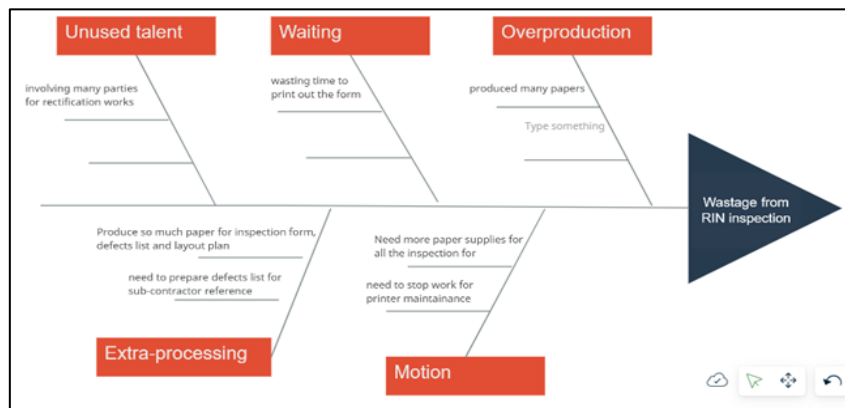 Unused talent
Waiting
Overproduction
involving many parties
for rectification works
wasting time to
print out the form
produced many papers
Type something
Wastage from
RIN inspection
Produce so much paper for inspection form,
defects list and layout plan
need to prepare defects list for
sub-contractor reference
Need more paper supplies for
all the inspection for
need to stop work for
printer maintainance
Extra-processing
Motion